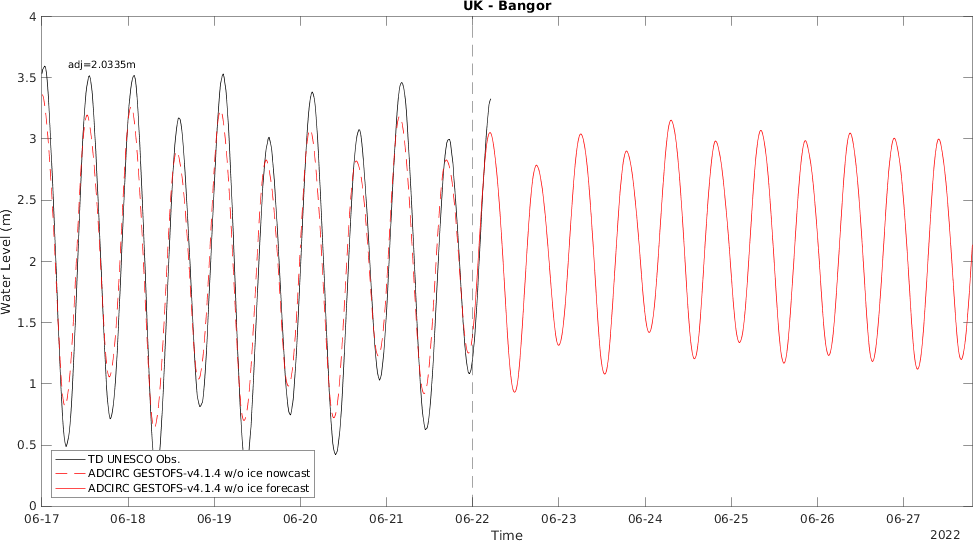 UK - Bangor
4
adj=2.0335m
3.5
3
2.5
2
1.5
1
0.5
0
Water Level (m)
TD UNESCO Obs.
ADCIRC GESTOFS-v4.1.4 w/o ice nowcast
ADCIRC GESTOFS-v4.1.4 w/o ice forecast
06-17 06-18 06-19 06-20 06-21 06-22 06-23 06-24 06-25 06-26 06-27
Time
2022